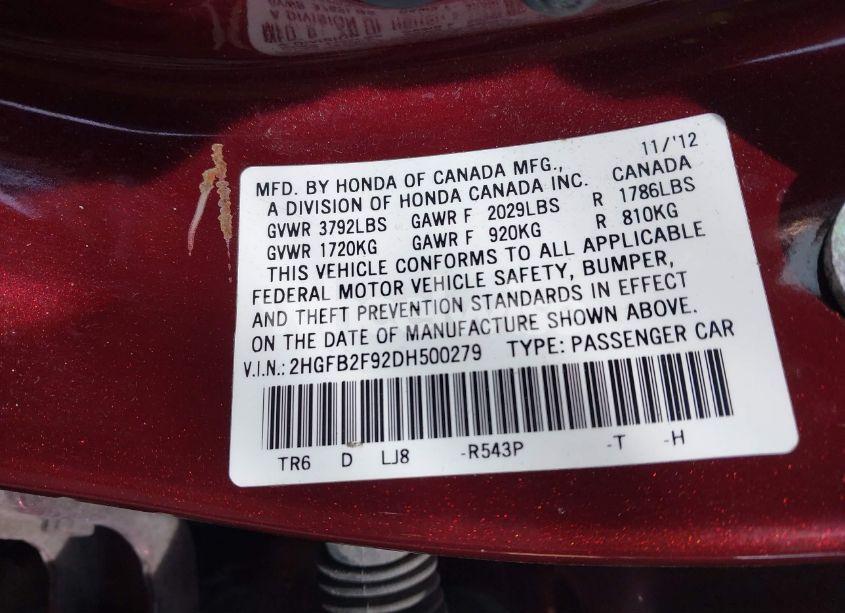 11/'12
MFD. BY HONDA OF CANADA MFG.,
A DIVISION OF HONDA CANADA INC. CANADA
GVWR 3792LBS GAWR F 2029LBS R 1786LBS
GVWR 1720KG GAWR F 920KG R 810KG
THIS VEHICLE CONFORMS TO ALL APPLICABLE
FEDERAL MOTOR VEHICLE SAFETY, BUMPER,
AND THEFT PREVENTION STANDARDS IN EFFECT
ON THE DATE OF MANUFACTURE SHOWN ABOVE.
V.I.N.: 2HGFB2F92DH500279 TYPE: PASSENGER CAR
TR6 D LJ8 -R543P -T -H